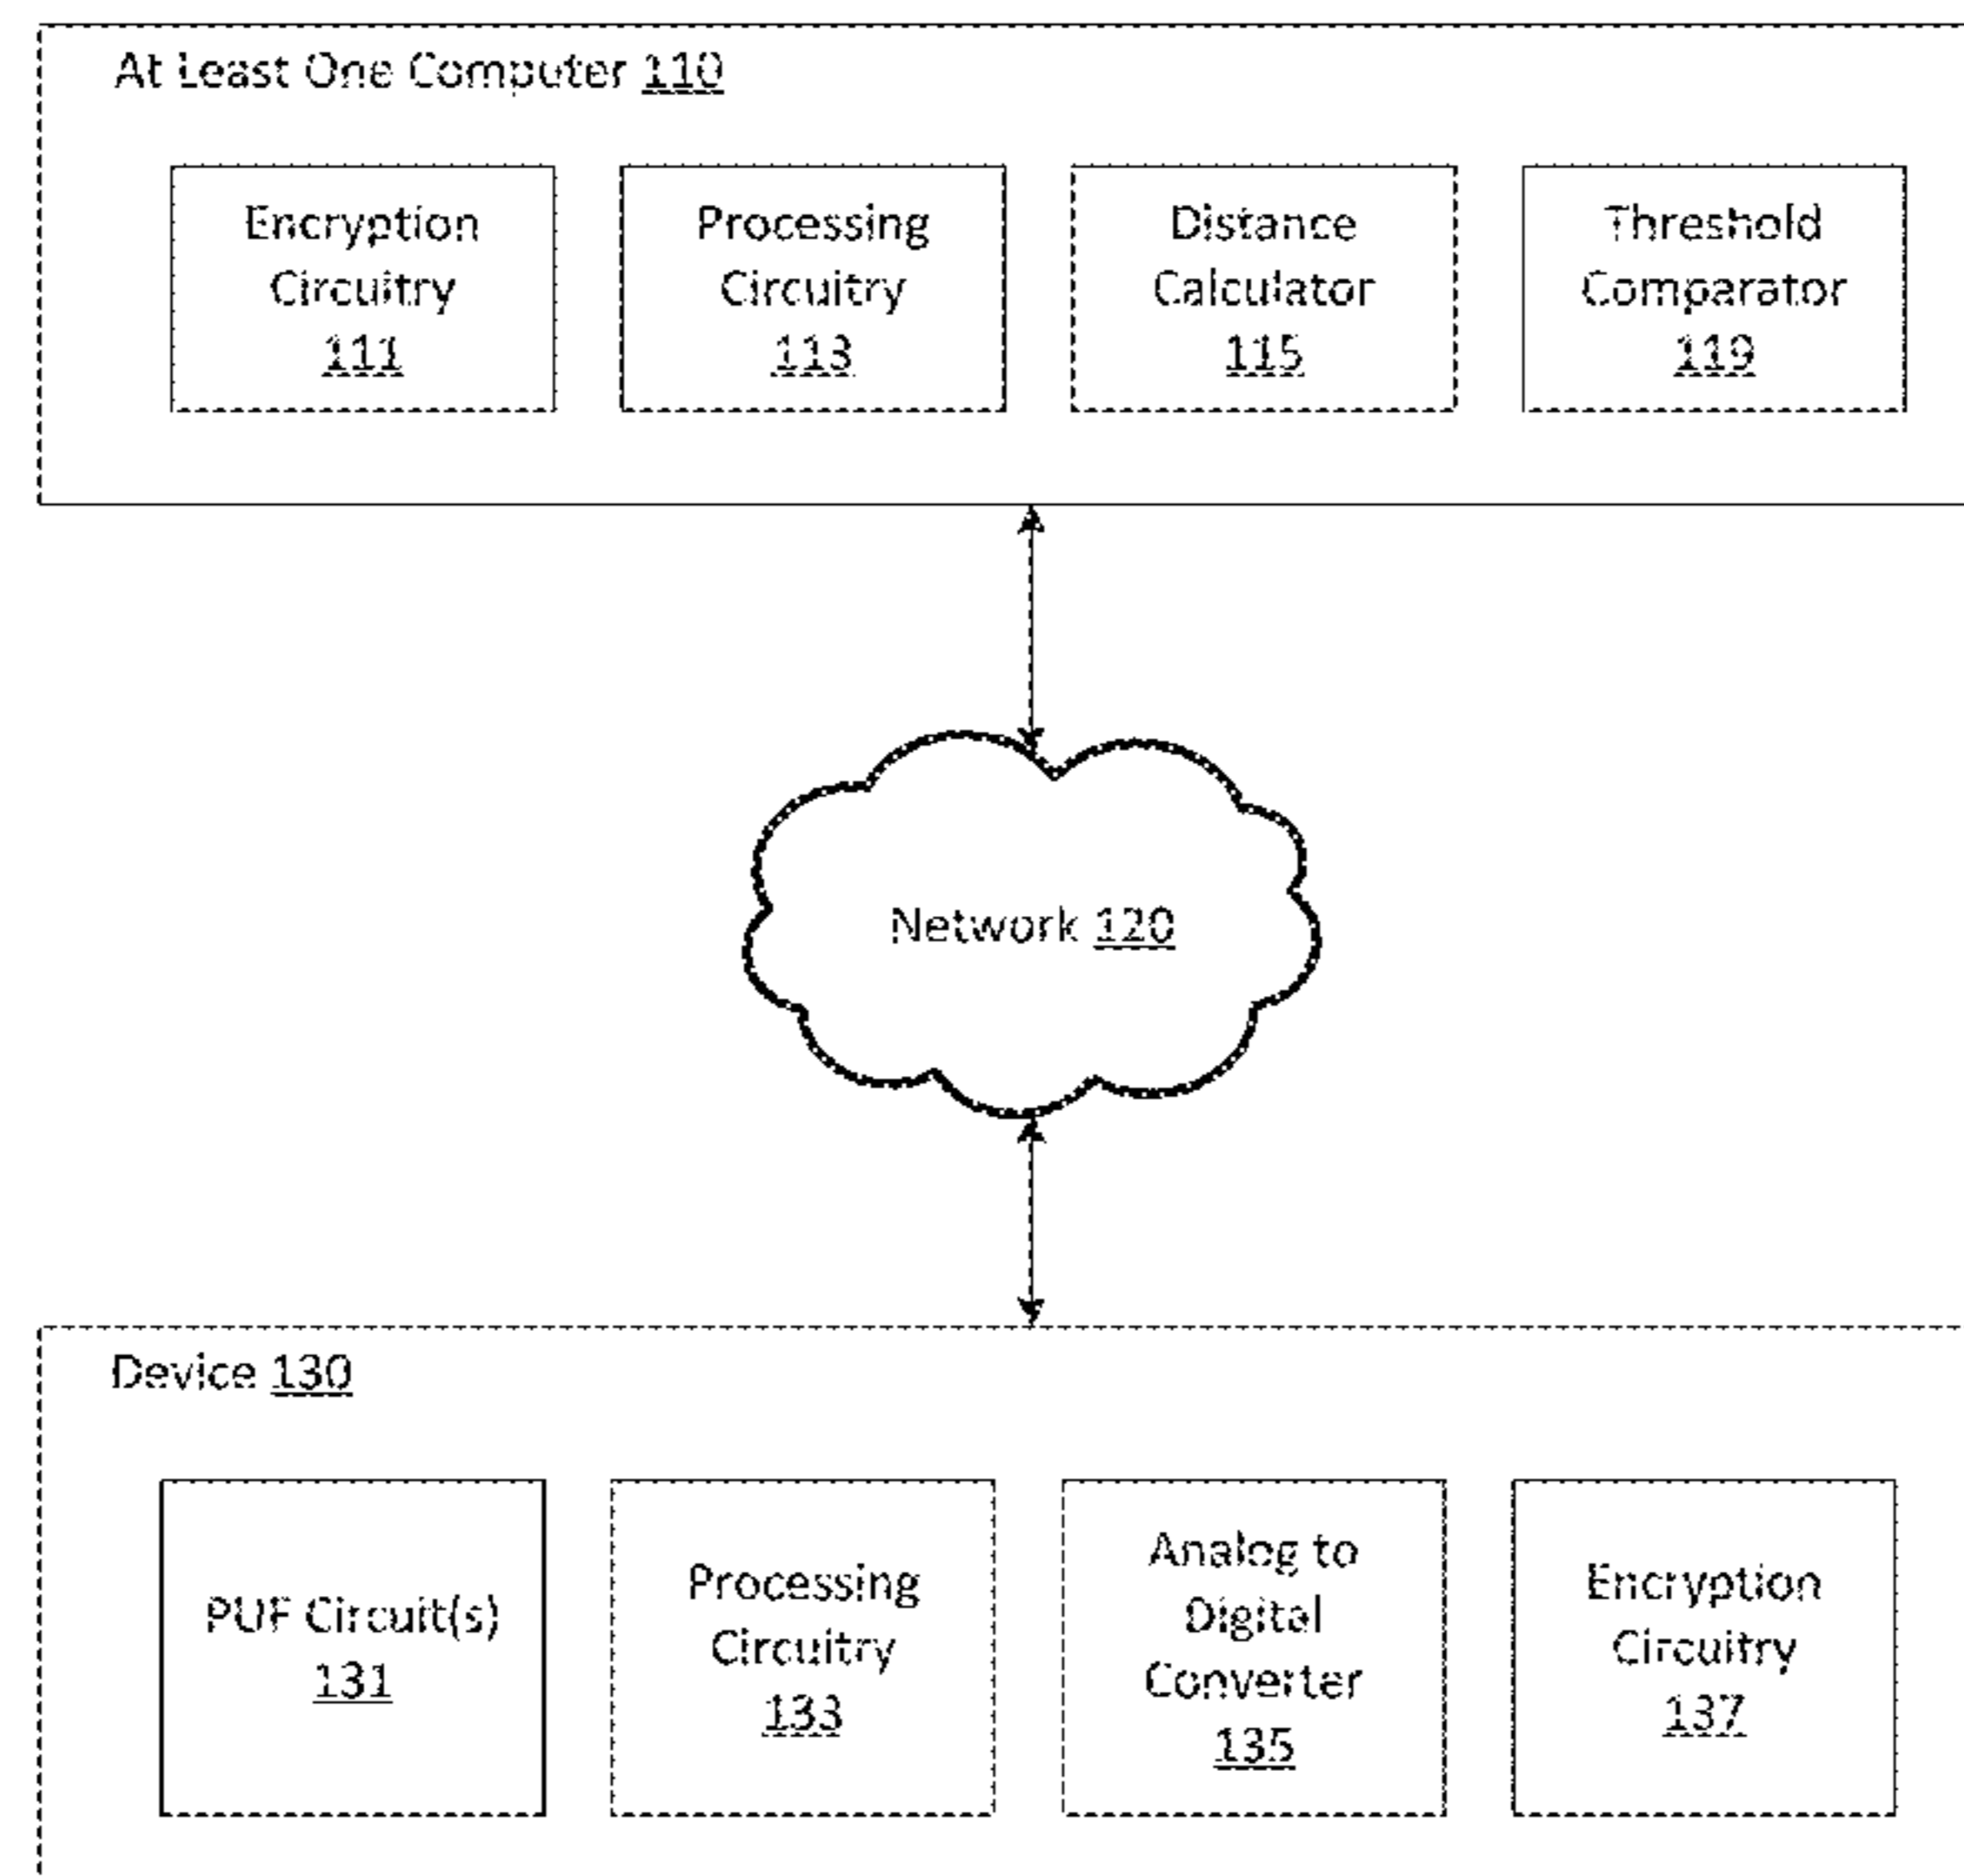 At Least One Computer 110
Encryption
Circuitry
111
Processing
Circuitry
113
Distance
Calculator
115
Threshold
Comparator
119
Network 120
Device 130
PUF Circuit(s)
131
Processing
Circuitry
133
Analog to
Digital
Converter
135
Encryption
Circuitry
137